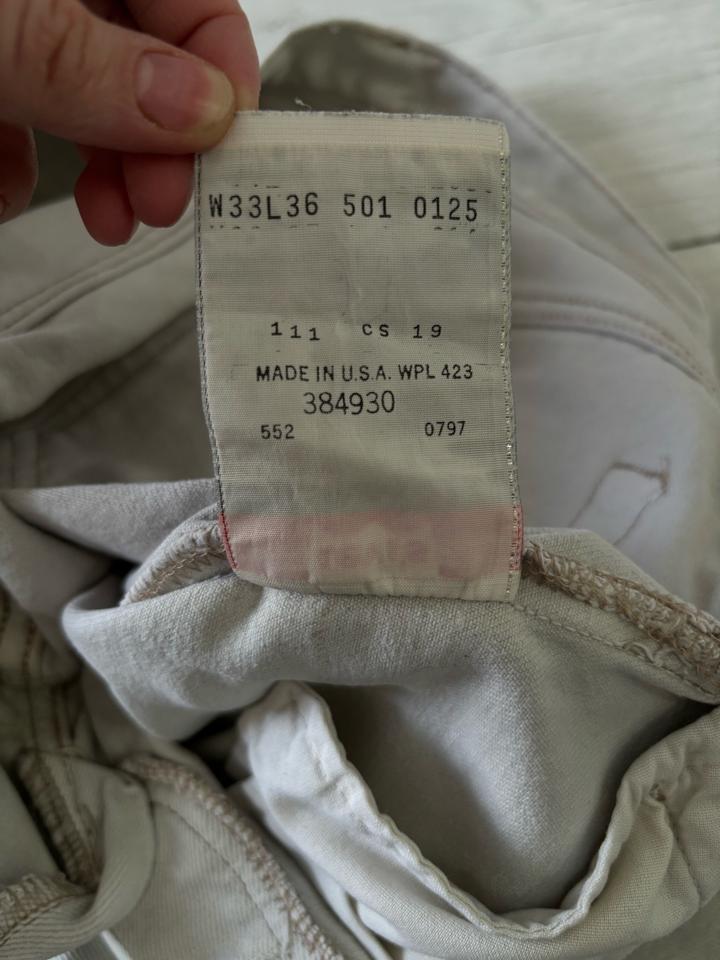 W33L36 501 0125
111 CS 19
MADE IN U.S.A. WPL 423
384930
552 0797